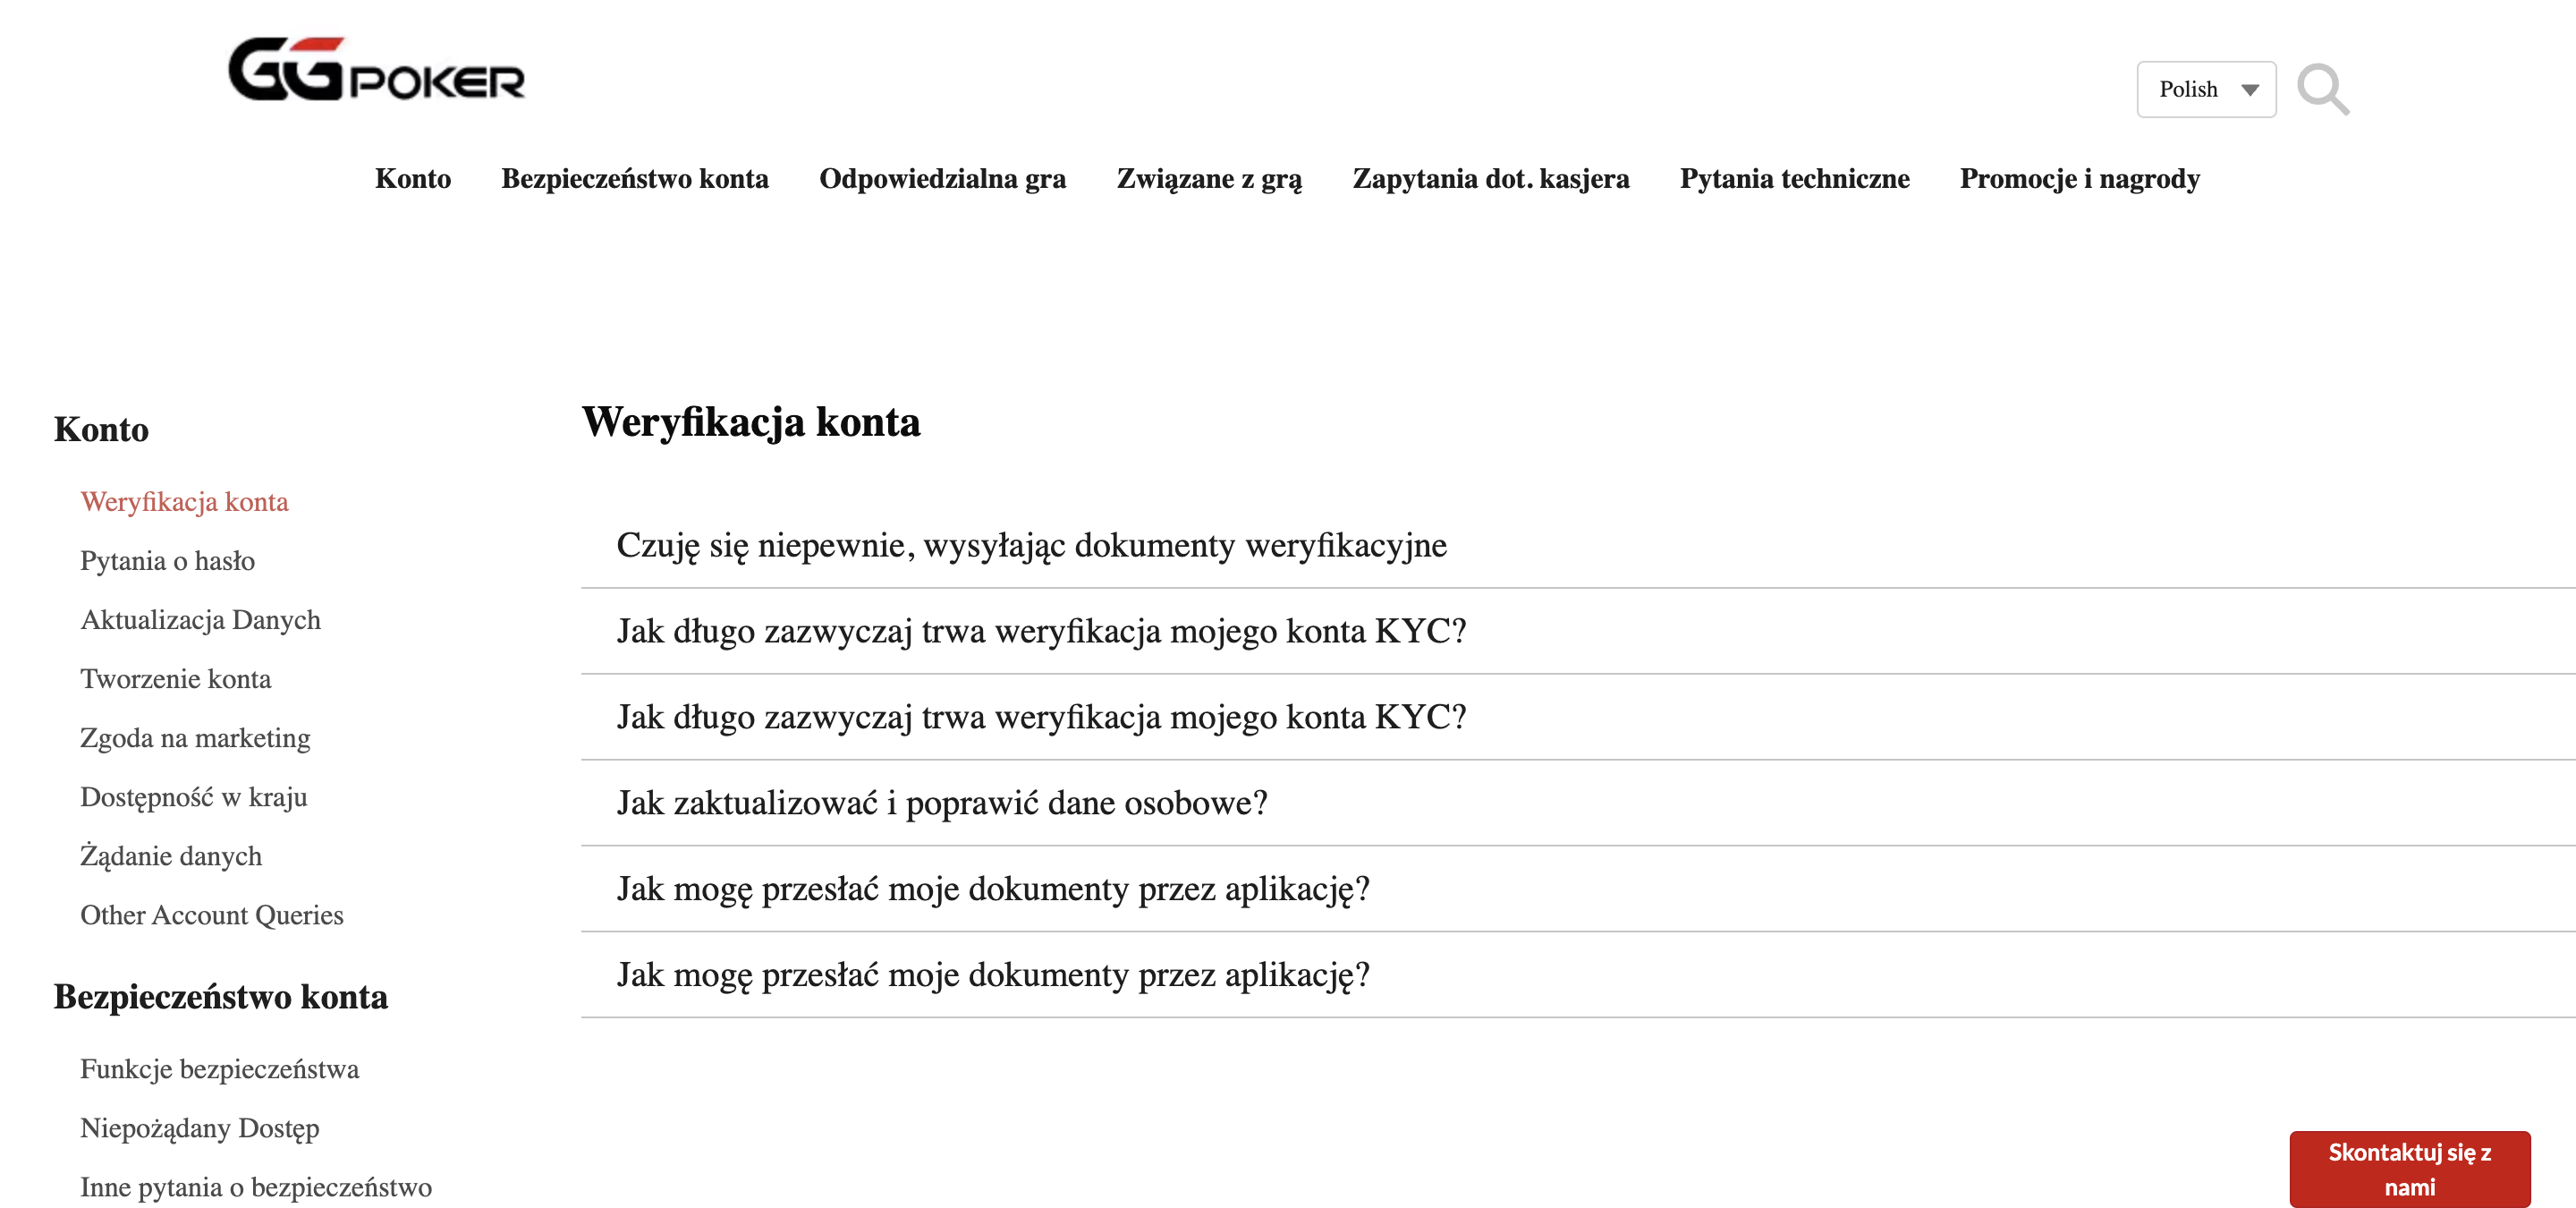 GGPOKER
Polish
Konto Bezpieczeństwo konta Odpowiedzialna gra Związane z grą Zapytania dot. kasjera Pytania techniczne Promocje i nagrody
Konto
Weryfikacja konta
Pytania o hasło
Aktualizacja Danych
Tworzenie konta
Zgoda na marketing
Dostępność w kraju
Żądanie danych
Other Account Queries
Bezpieczeństwo konta
Funkcje bezpieczeństwa
Niepożądany Dostęp
Inne pytania o bezpieczeństwo
Weryfikacja konta
Czuję się niepewnie, wysyłając dokumenty weryfikacyjne
Jak długo zazwyczaj trwa weryfikacja mojego konta KYC?
Jak długo zazwyczaj trwa weryfikacja mojego konta KYC?
Jak zaktualizować i poprawić dane osobowe?
Jak mogę przesłać moje dokumenty przez aplikację?
Jak mogę przesłać moje dokumenty przez aplikację?
Skontaktuj się z
nami